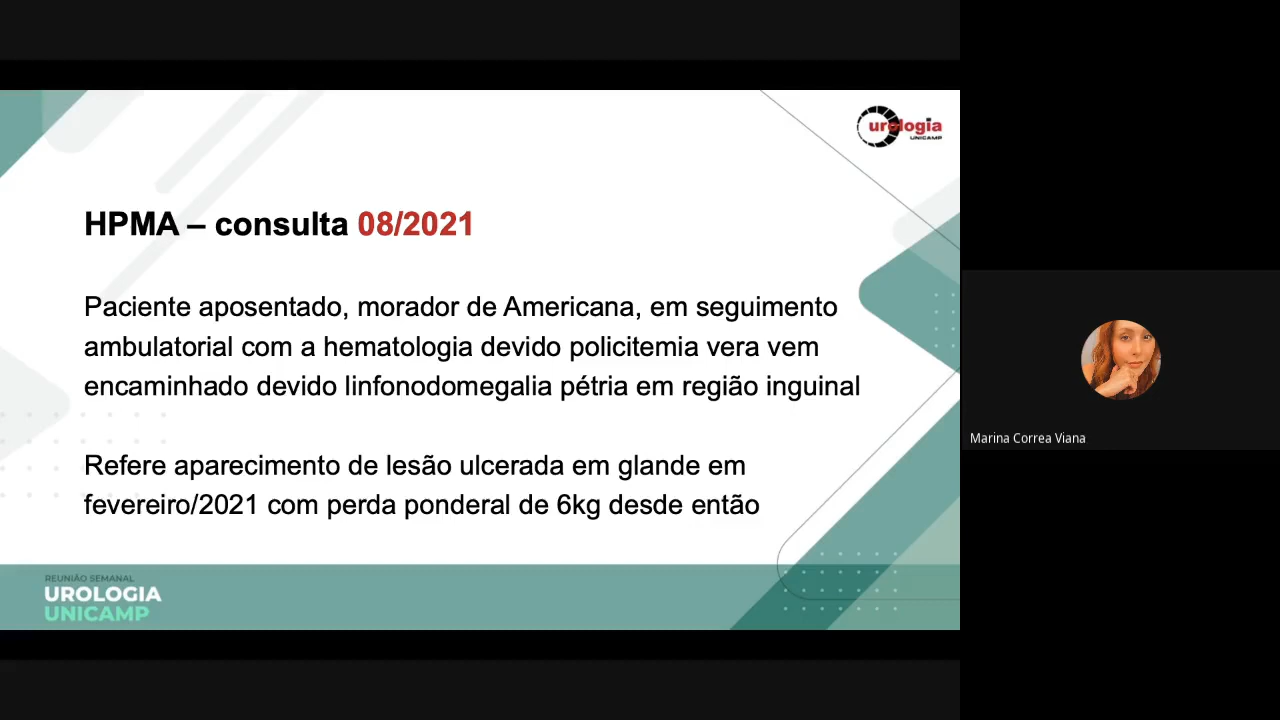 urologia
UNICAMP
HPMA – consulta 08/2021
Paciente aposentado, morador de Americana, em seguimento
ambulatorial com a hematologia devido policitemia vera vem
encaminhado devido linfonodomegalia pétria em região inguinal
Refere aparecimento de lesão ulcerada em glande em
fevereiro/2021 com perda ponderal de 6kg desde então
REUNIÃO SEMANAL
UROLOGIA
UNICAMP
Marina Correa Viana